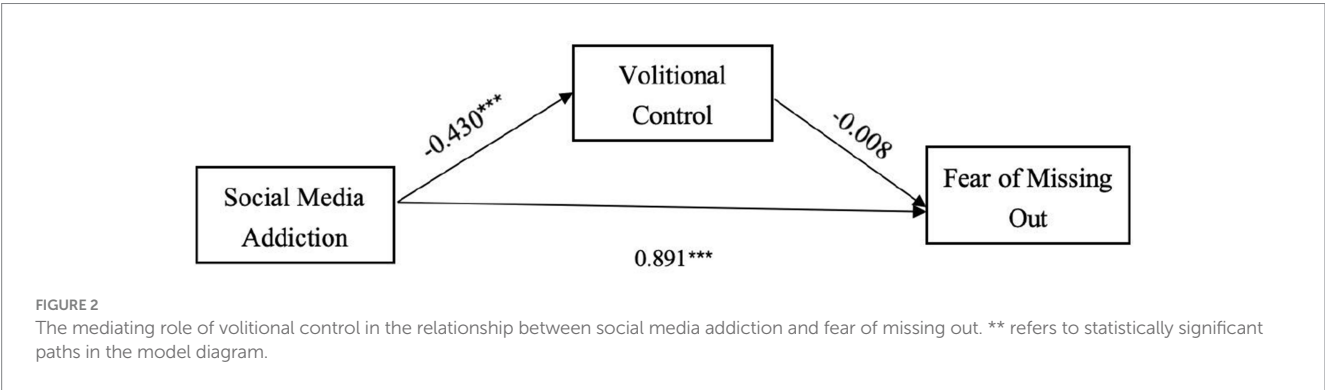 Volitional
Control
-0.430***
-0.008
Social Media
Addiction
Fear of Missing
Out
0.891***
FIGURE 2
The mediating role of volitional control in the relationship between social media addiction and fear of missing out. ** refers to statistically significant
paths in the model diagram.